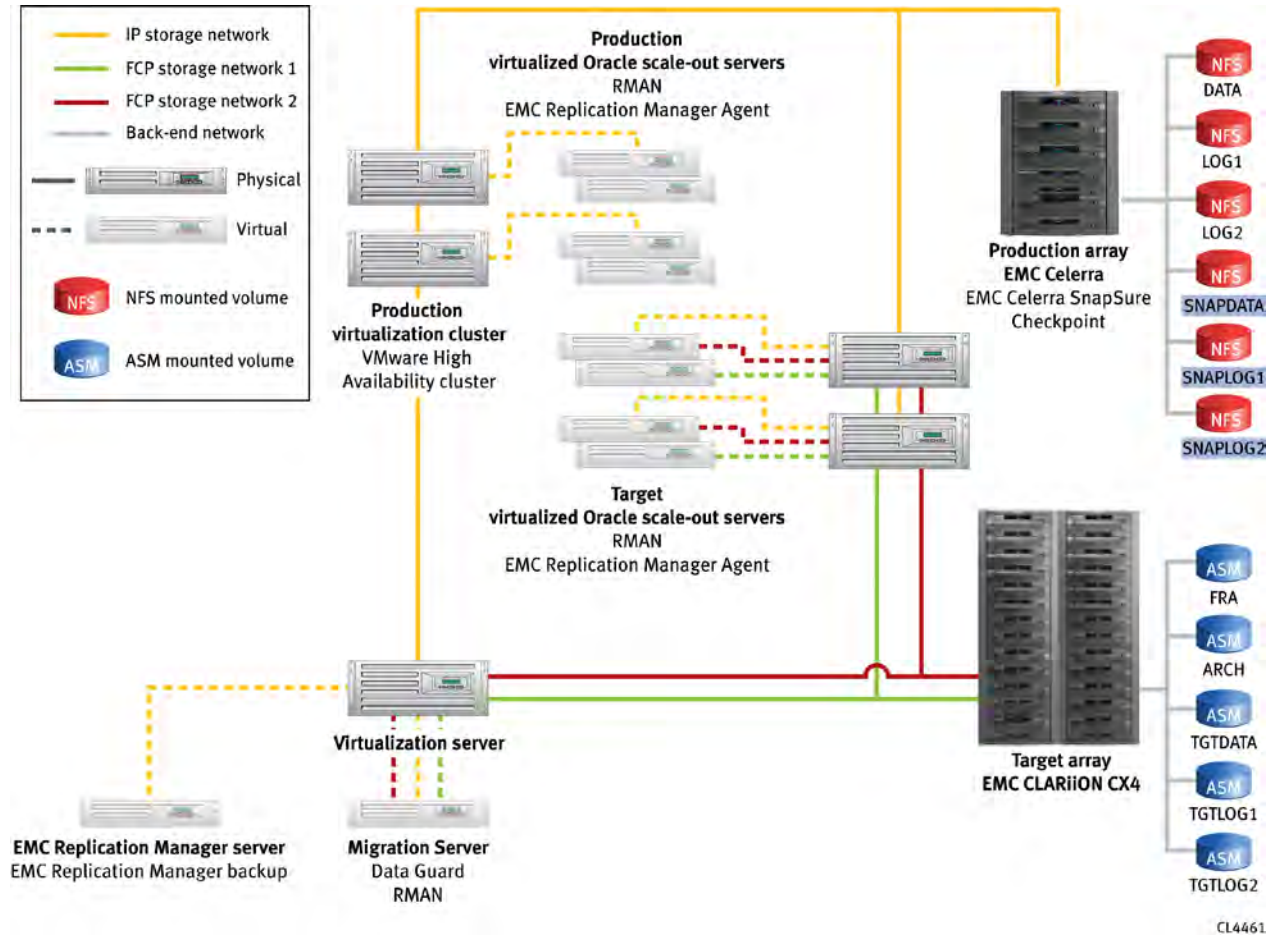 IP storage network
FCP storage network 1
FCP storage network 2
Back-end network
Physical
Virtual
NFS
NFS mounted volume
ASM
ASM mounted volume
Production
virtualized Oracle scale-out servers
RMAN
EMC Replication Manager Agent
Production
virtualization cluster
VMware High
Availability cluster
Production array
EMC Celerra
EMC Celerra SnapSure
Checkpoint
NFS
DATA
NFS
LOG1
NFS
LOG2
NFS
SNAPDATA
NFS
SNAPLOG1
NFS
SNAPLOG2
Target
virtualized Oracle scale-out servers
RMAN
EMC Replication Manager Agent
Target array
EMC CLARiiON CX4
ASM
FRA
ASM
ARCH
ASM
TGTDATA
ASM
TGTLOG1
ASM
TGTLOG2
Virtualization server
EMC Replication Manager server
EMC Replication Manager backup
Migration Server
Data Guard
RMAN
CL4461